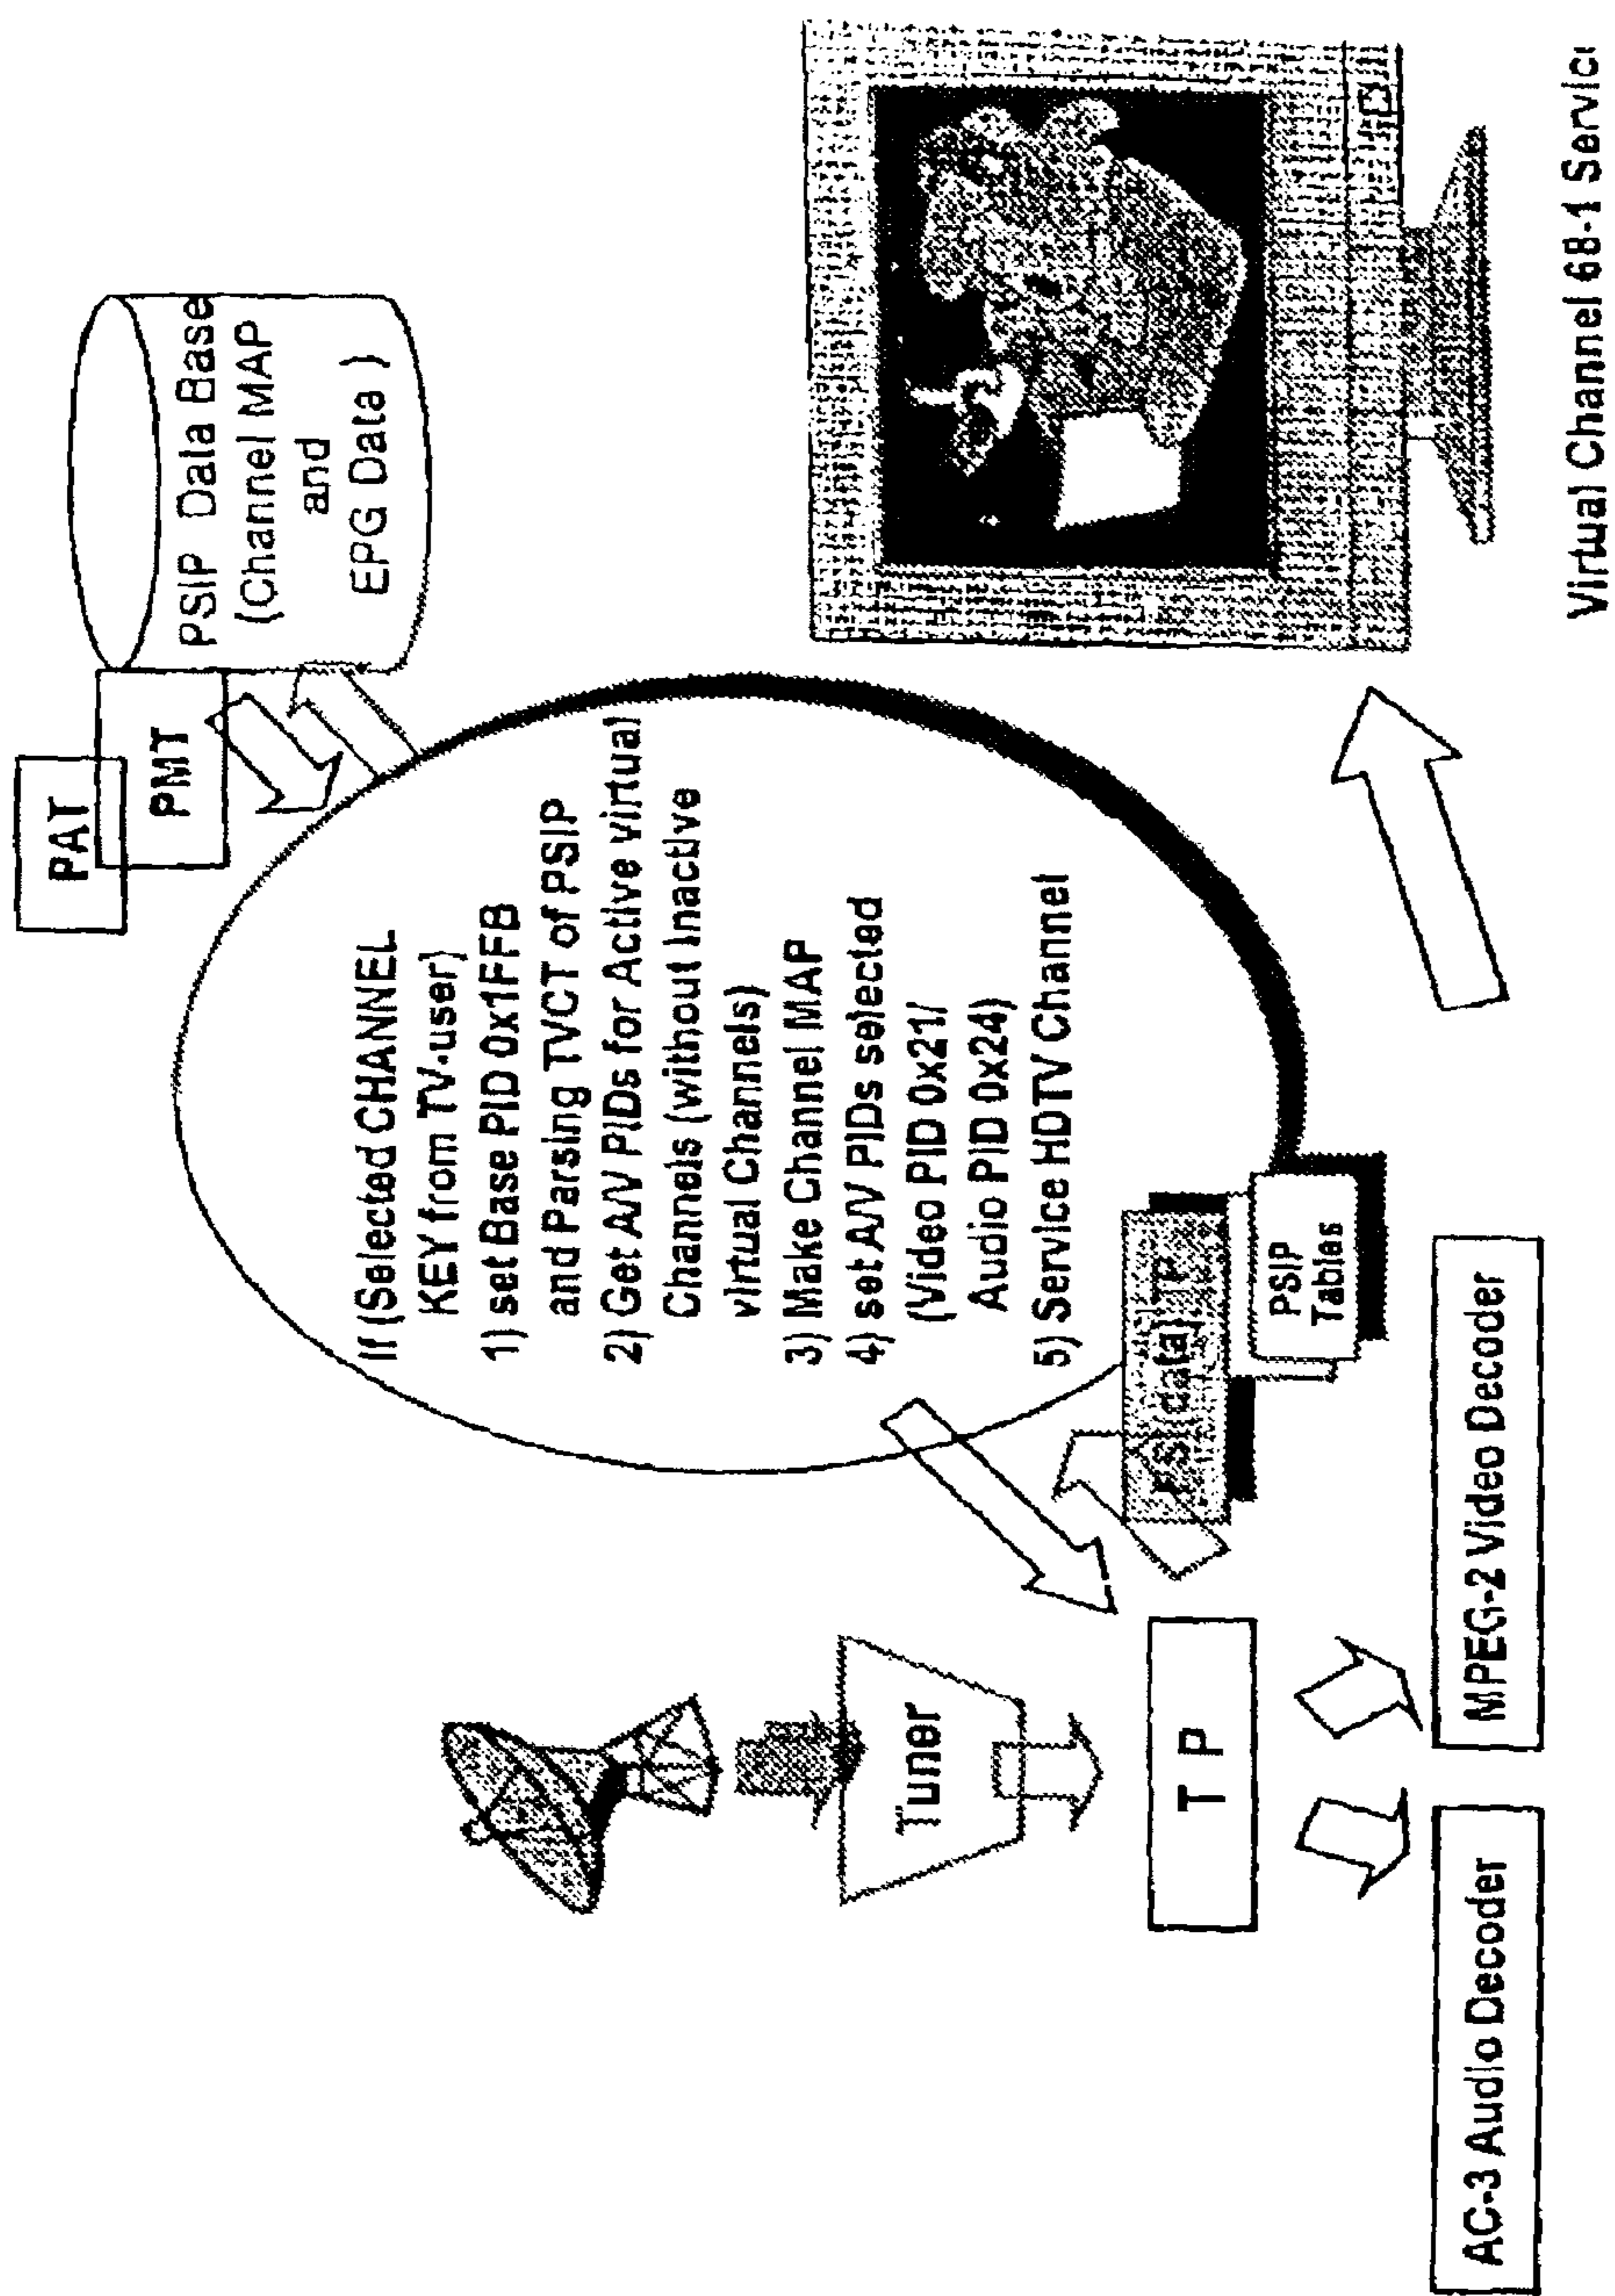 PAT
PMT
PSIP Data Base
(Channel MAP
and
EPG Data )
If (Selected CHANNEL
KEY from TV-user)
1) set Base PID 0x1FFB
and Parsing TVCT of PSIP
2) Get A/V PIDs for Active virtual
Channels (without Inactive
virtual Channels)
3) Make Channel MAP
4) set A/V PIDs selected
(Video PID 0x21/
Audio PID 0x24)
5) Service HDTV Channel
Tuner
T P
data TP
PSIP
Tables
AC-3 Audio Decoder
MPEG-2 Video Decoder
Virtual Channel 68-1 Servic